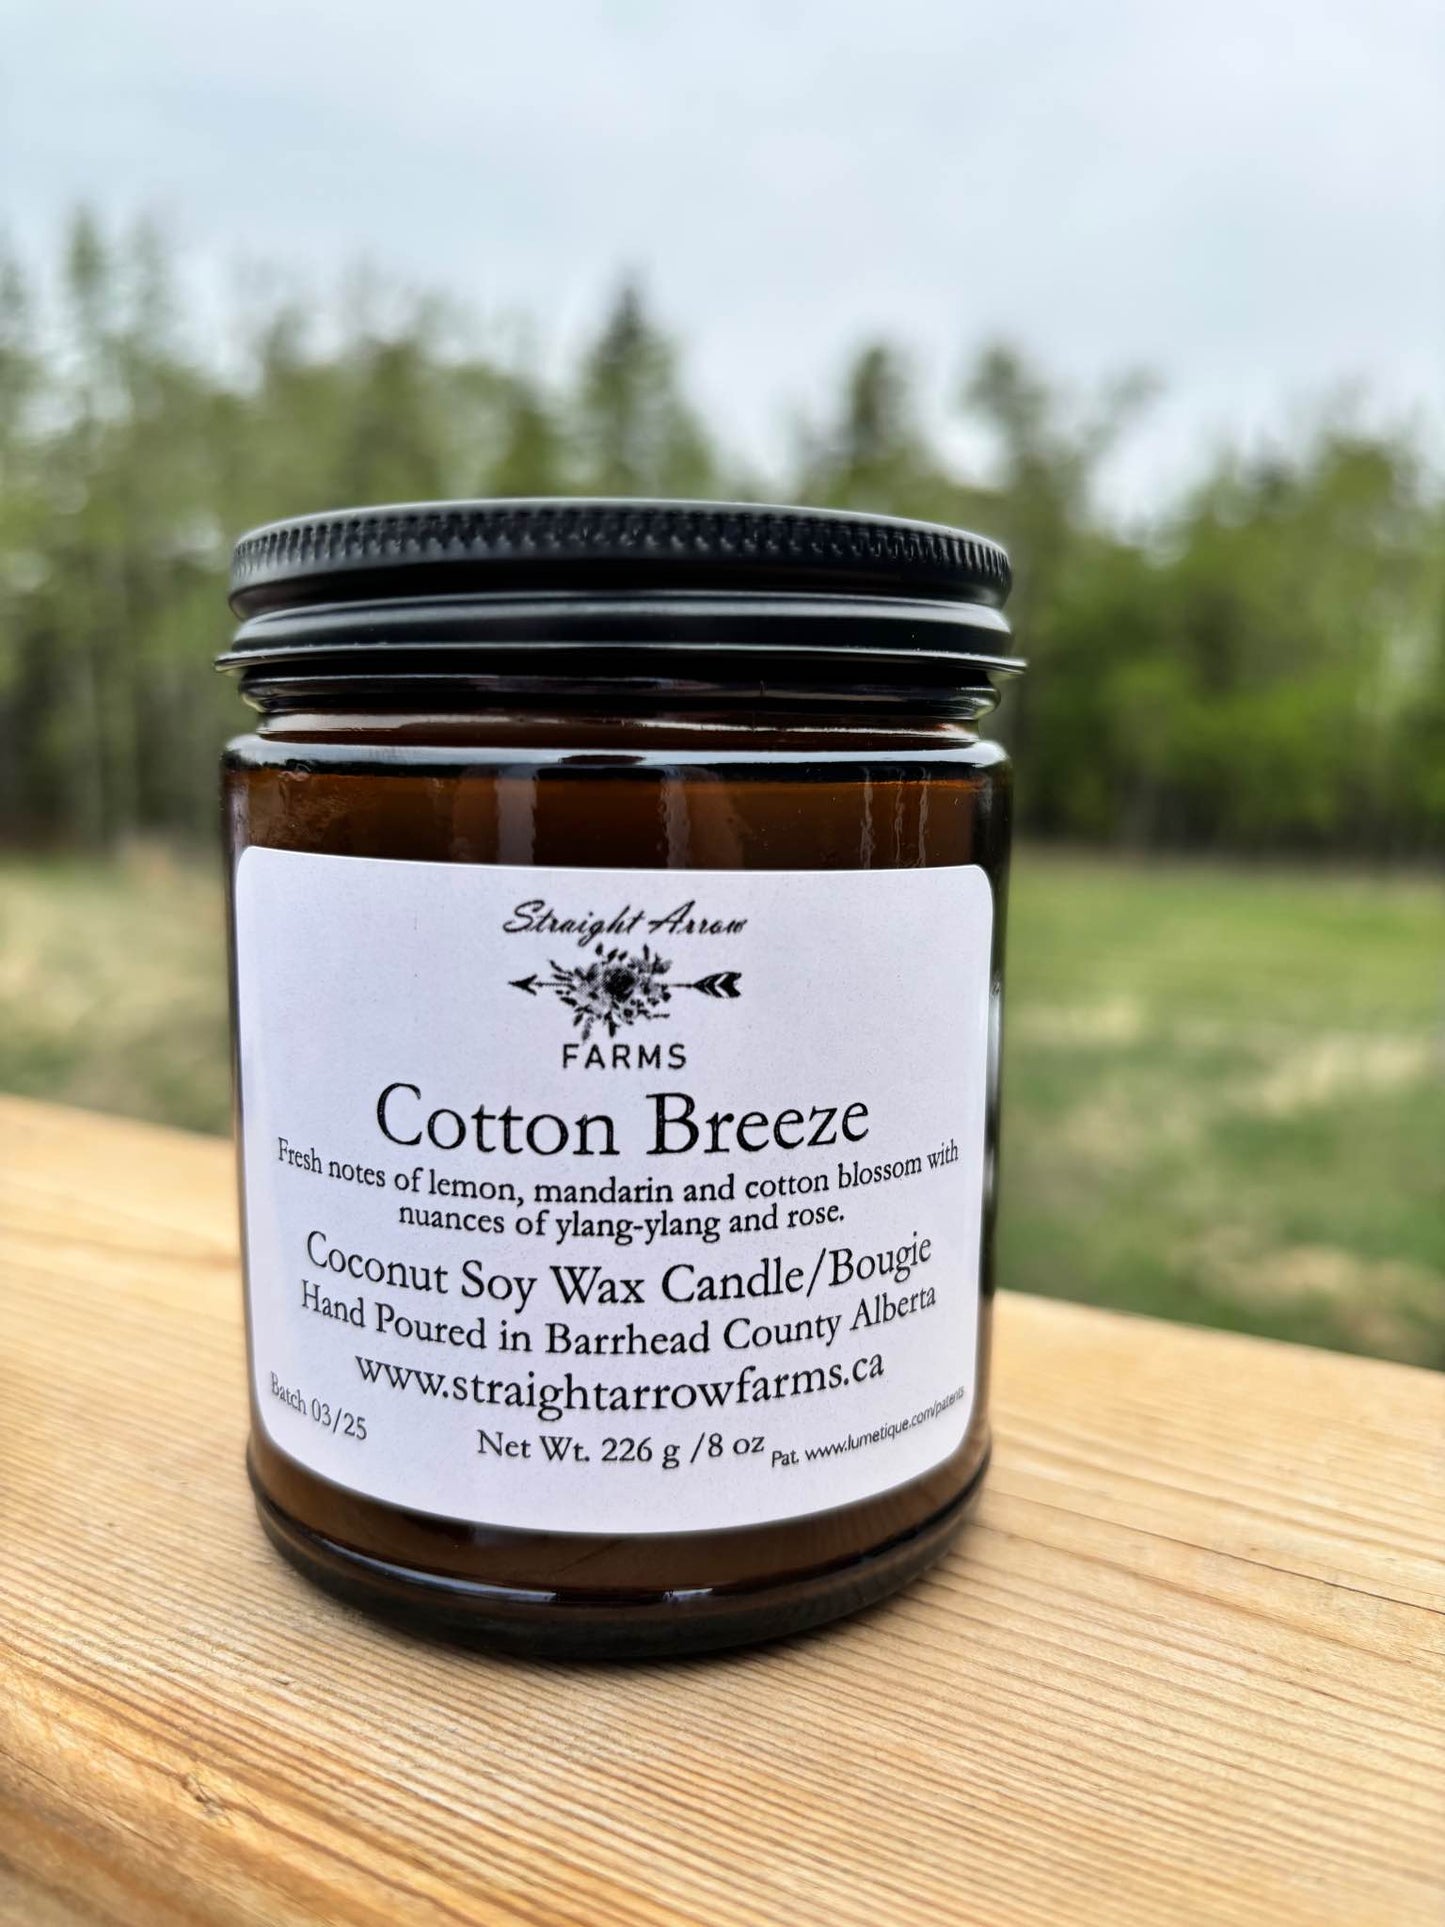 Straight Arrow
FARMS
Cotton Breeze
Fresh notes of lemon, mandarin and cotton blossom with
nuances of ylang-ylang and rose.
Coconut Soy Wax Candle/Bougie
Hand Poured in Barrhead County Alberta
www.straightarrowfarms.ca
Batch 03/25
Net Wt. 226 g /8 oz
Pat. www.lumetique.com/patents